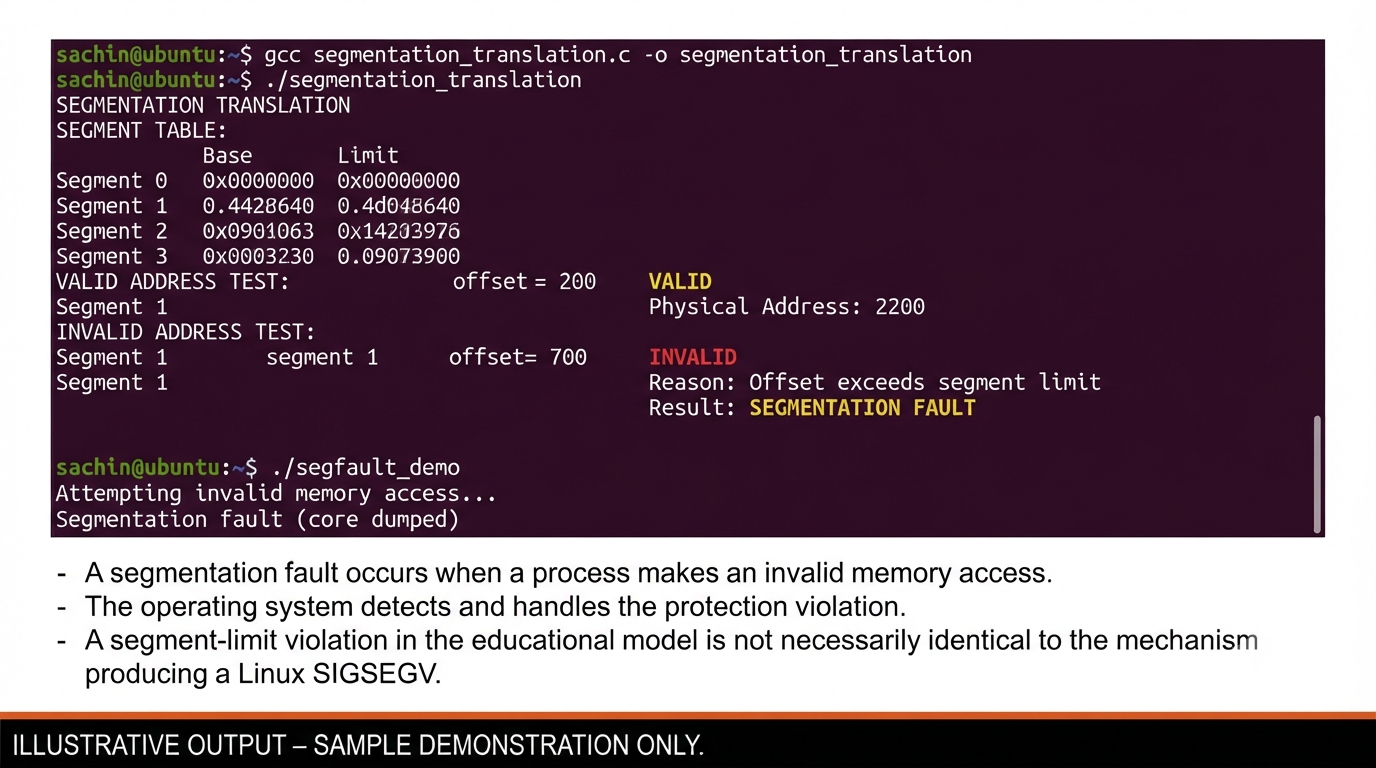 sachin@ubuntu:~$ gcc segmentation_translation.c -o segmentation_translation
sachin@ubuntu:~$ ./segmentation_translation
SEGMENTATION TRANSLATION
SEGMENT TABLE:
Base Limit
Segment 0 0x0000000 0x00000000
Segment 1 0.4428640 0.4d048640
Segment 2 0x0901063 0x14203976
Segment 3 0x0003230 0.09073900
VALID ADDRESS TEST: offset = 200 VALID
Segment 1 Physical Address: 2200
INVALID ADDRESS TEST:
Segment 1 segment 1 offset= 700 INVALID
Segment 1 Reason: Offset exceeds segment limit
Result: SEGMENTATION FAULT
sachin@ubuntu:~$ ./segfault_demo
Attempting invalid memory access...
Segmentation fault (core dumped)
- A segmentation fault occurs when a process makes an invalid memory access.
- The operating system detects and handles the protection violation.
- A segment-limit violation in the educational model is not necessarily identical to the mechanism
producing a Linux SIGSEGV.
ILLUSTRATIVE OUTPUT – SAMPLE DEMONSTRATION ONLY.